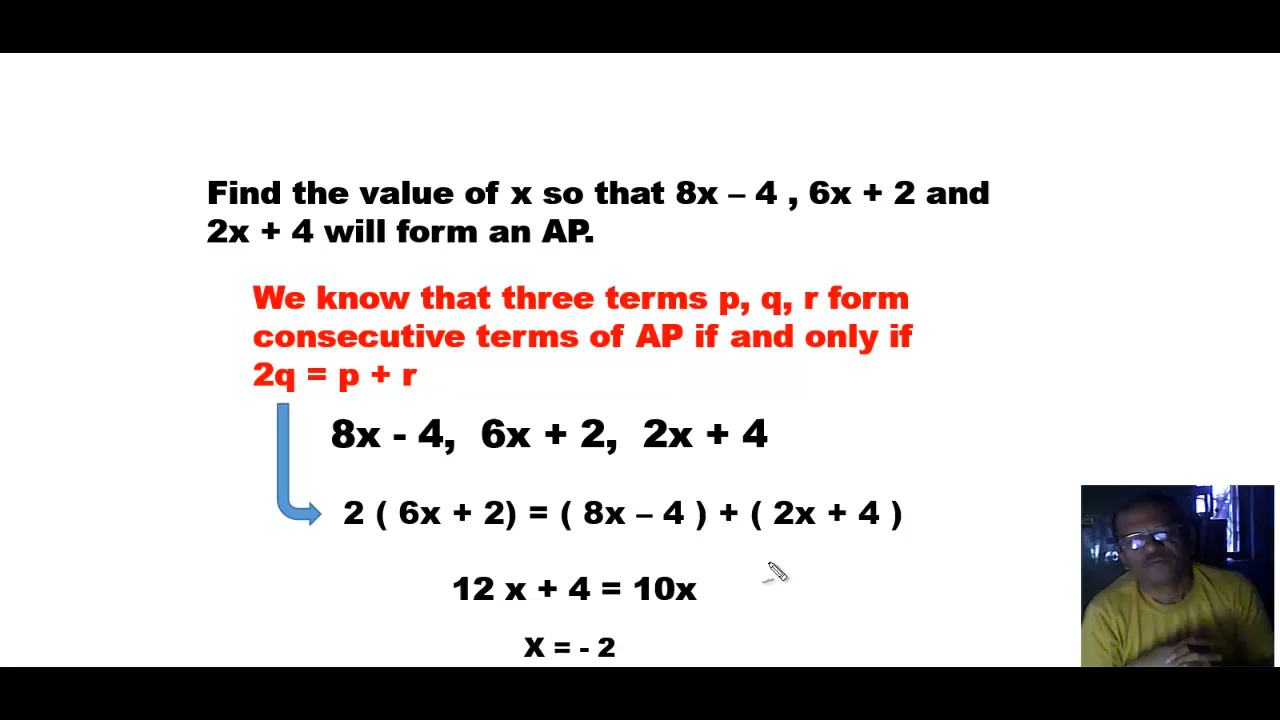 Find the value of x so that 8x – 4 , 6x + 2 and
2x + 4 will form an AP.
We know that three terms p, q, r form
consecutive terms of AP if and only if
2q = p + r
8x - 4, 6x + 2, 2x + 4
2 ( 6x + 2) = ( 8x – 4 ) + ( 2x + 4 )
12 x + 4 = 10x
X = - 2